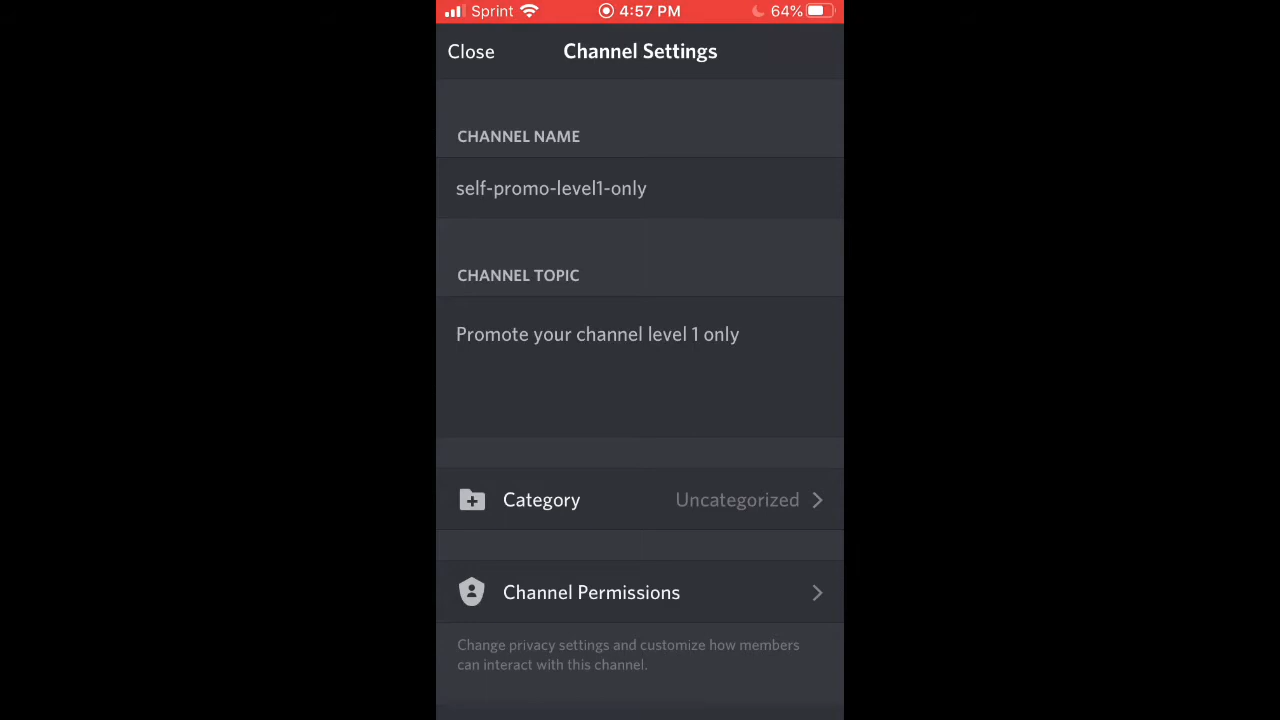 Sprint 4:57 PM 64%
Close Channel Settings
CHANNEL NAME
self-promo-level1-only
CHANNEL TOPIC
Promote your channel level 1 only
Category Uncategorized
Channel Permissions
Change privacy settings and customize how members
can interact with this channel.